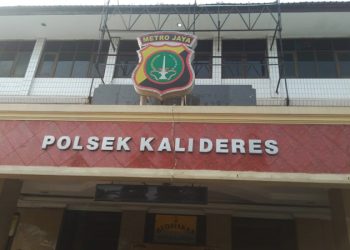 METRO JAYA
POLSEK KALIDERES